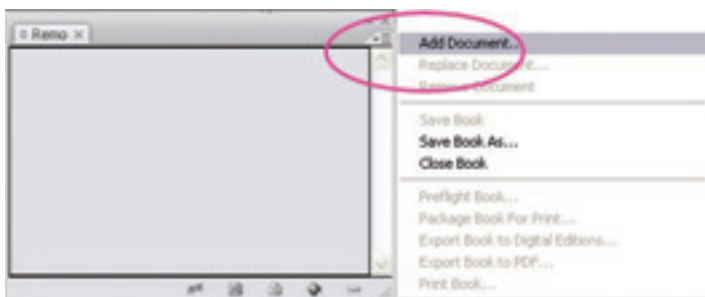 Remo
Add Document...
Replace Document...
Remove Document
Save Book
Save Book As...
Close Book
Preflight Book...
Package Book For Print...
Export Book to Digital Editions...
Export Book to PDF...
Print Book...